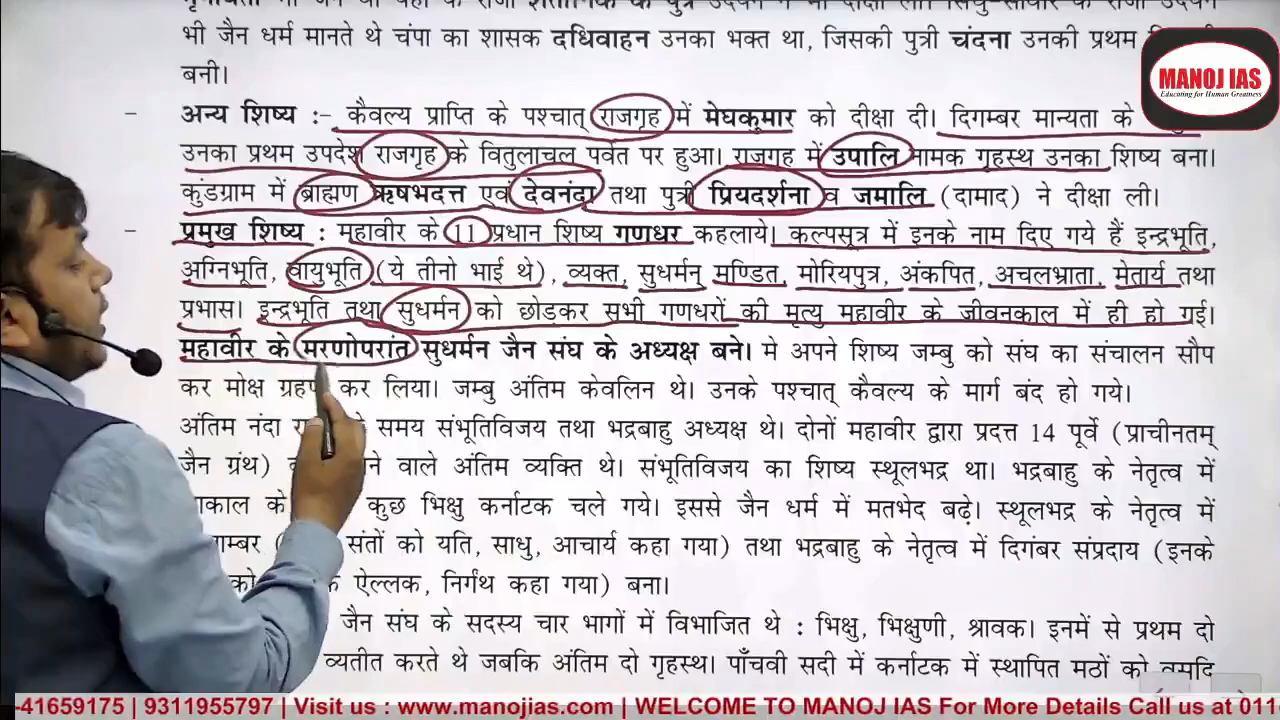 के राजा शतानिक के पुत्र उदयन ने भी दीक्षा ली। सिंधु-सौवीर के राजा उदयन
भी जैन धर्म मानते थे चंपा का शासक दधिवाहन उनका भक्त था, जिसकी पुत्री चंदना उनकी प्रथम
बनी।
MANOJ IAS
Educating for Human Greatness
- अन्य शिष्य :- कैवल्य प्राप्ति के पश्चात् राजगृह में मेघकुमार को दीक्षा दी। दिगम्बर मान्यता के
उनका प्रथम उपदेश राजगृह के वितुलाचल पर्वत पर हुआ। राजगृह में उपालि नामक गृहस्थ उनका शिष्य बना।
कुंडग्राम में ब्राह्मण ऋषभदत्त एवं देवनंदा तथा पुत्री प्रियदर्शना व जमालि (दामाद) ने दीक्षा ली।
- प्रमुख शिष्य : महावीर के 11 प्रधान शिष्य गणधर कहलाये। कल्पसूत्र में इनके नाम दिए गये हैं इन्द्रभूति,
अग्निभूति, वायुभूति (ये तीनो भाई थे), व्यक्त, सुधर्मन् मण्डित, मोरियपुत्र, अंकपित, अचलभ्राता, मेतार्य तथा
प्रभास। इन्द्रभूति तथा सुधर्मन को छोड़कर सभी गणधरों की मृत्यु महावीर के जीवनकाल में ही हो गई।
महावीर के मरणोपरांत सुधर्मन जैन संघ के अध्यक्ष बने। मे अपने शिष्य जम्बु को संघ का संचालन सौप
कर मोक्ष ग्रहण कर लिया। जम्बु अंतिम केवलिन थे। उनके पश्चात् कैवल्य के मार्ग बंद हो गये।
अंतिम नंदा समय संभूतिविजय तथा भद्रबाहु अध्यक्ष थे। दोनों महावीर द्वारा प्रदत्त 14 पूर्वे (प्राचीनतम्
जैन ग्रंथ) वाले अंतिम व्यक्ति थे। संभूतिविजय का शिष्य स्थूलभद्र था। भद्रबाहु के नेतृत्व में
के कुछ भिक्षु कर्नाटक चले गये। इससे जैन धर्म में मतभेद बढ़े। स्थूलभद्र के नेतृत्व में
संतों को यति, साधु, आचार्य कहा गया) तथा भद्रबाहु के नेतृत्व में दिगंबर संप्रदाय (इनके
को ऐल्लक, निर्गंथ कहा गया) बना।
जैन संघ के सदस्य चार भागों में विभाजित थे : भिक्षु, भिक्षुणी, श्रावक। इनमें से प्रथम दो
व्यतीत करते थे जबकि अंतिम दो गृहस्थ। पाँचवी सदी में कर्नाटक में स्थापित मठों को
-41659175 | 9311955797 | Visit us : www.manojias.com | WELCOME TO MANOJ IAS For More Details Call us at 011